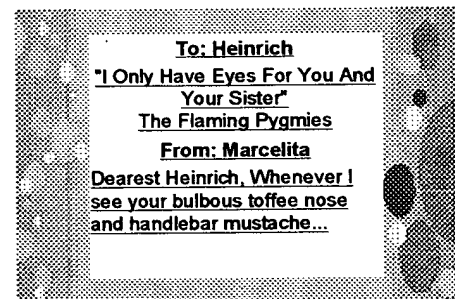 To: Heinrich
"I Only Have Eyes For You And
Your Sister"
The Flaming Pygmies
From: Marcelita
Dearest Heinrich, Whenever I
see your bulbous toffee nose
and handlebar mustache...